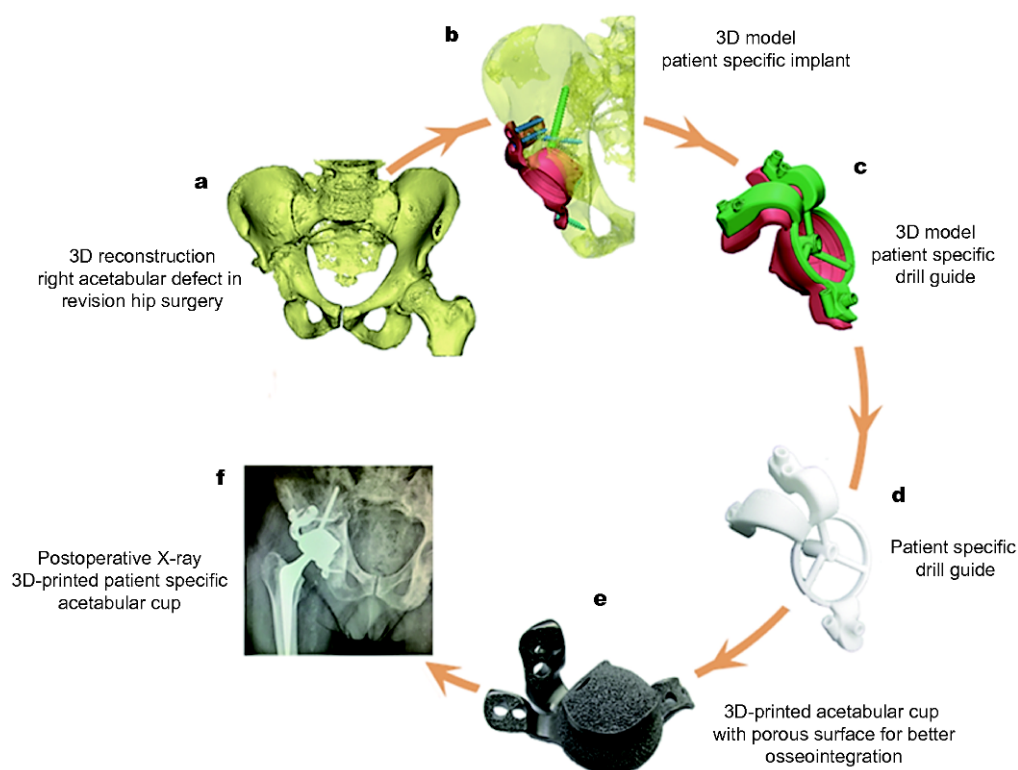 a
3D reconstruction
right acetabular defect in
revision hip surgery
b
3D model
patient specific implant
c
3D model
patient specific
drill guide
d
Patient specific
drill guide
e
3D-printed acetabular cup
with porous surface for better
osseointegration
f
Postoperative X-ray
3D-printed patient specific
acetabular cup